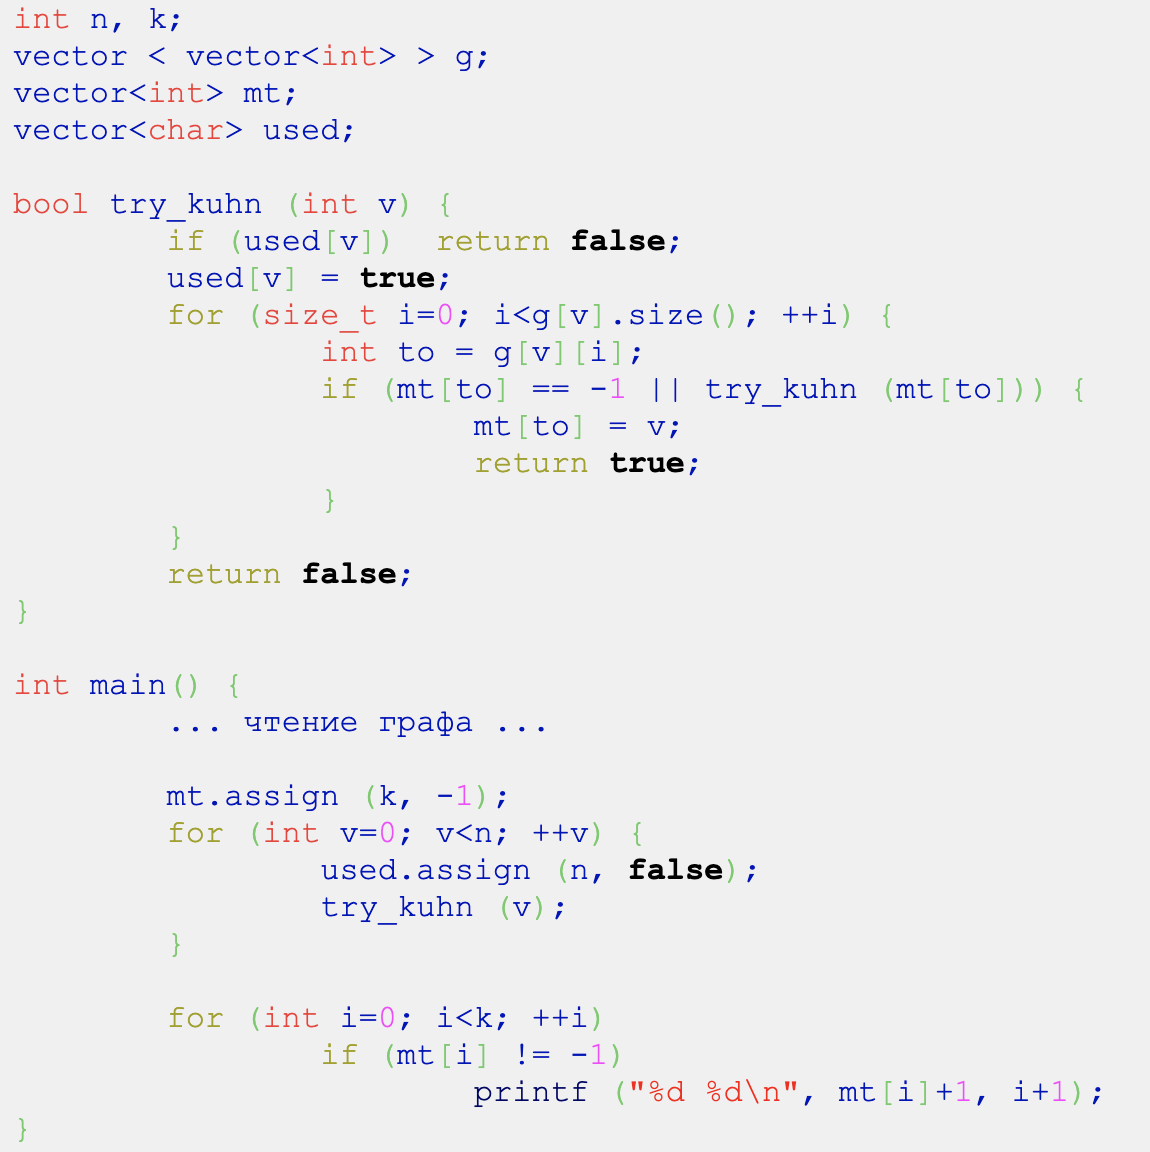 int n, k;
vector < vector<int> > g;
vector<int> mt;
vector<char> used;
bool try_kuhn (int v) {
if (used[v])  return false;
used[v] = true;
for (size_t i=0; i<g[v].size(); ++i) {
int to = g[v][i];
if (mt[to] == -1 || try_kuhn (mt[to])) {
mt[to] = v;
return true;
}
}
return false;
}
int main() {
... чтение графа ...
mt.assign (k, -1);
for (int v=0; v<n; ++v) {
used.assign (n, false);
try_kuhn (v);
}
for (int i=0; i<k; ++i)
if (mt[i] != -1)
printf ("%d %d\n", mt[i]+1, i+1);
}